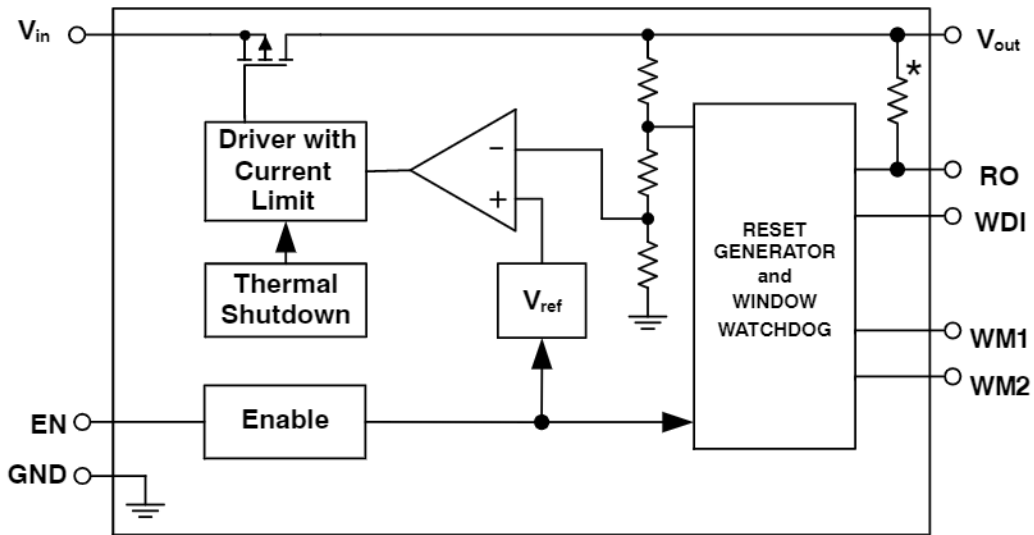 Vin
Vout
*
Driver with
Current
Limit
−
+
RO
WDI
RESET
GENERATOR
and
WINDOW
WATCHDOG
Thermal
Shutdown
Vref
WM1
WM2
EN
Enable
GND